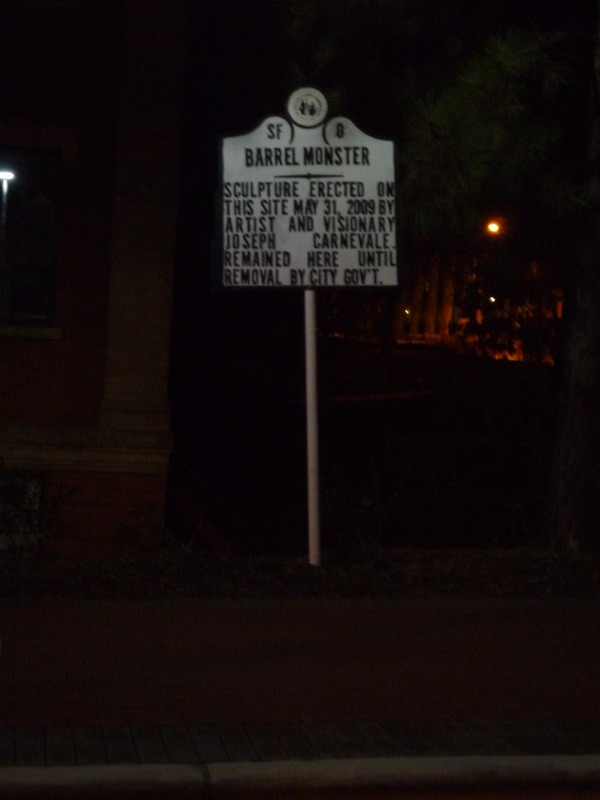 SF 0
BARREL MONSTER
SCULPTURE ERECTED ON
THIS SITE MAY 31, 2009 BY
ARTIST AND VISIONARY
JOSEPH CARNEVALE.
REMAINED HERE UNTIL
REMOVAL BY CITY GOV'T.